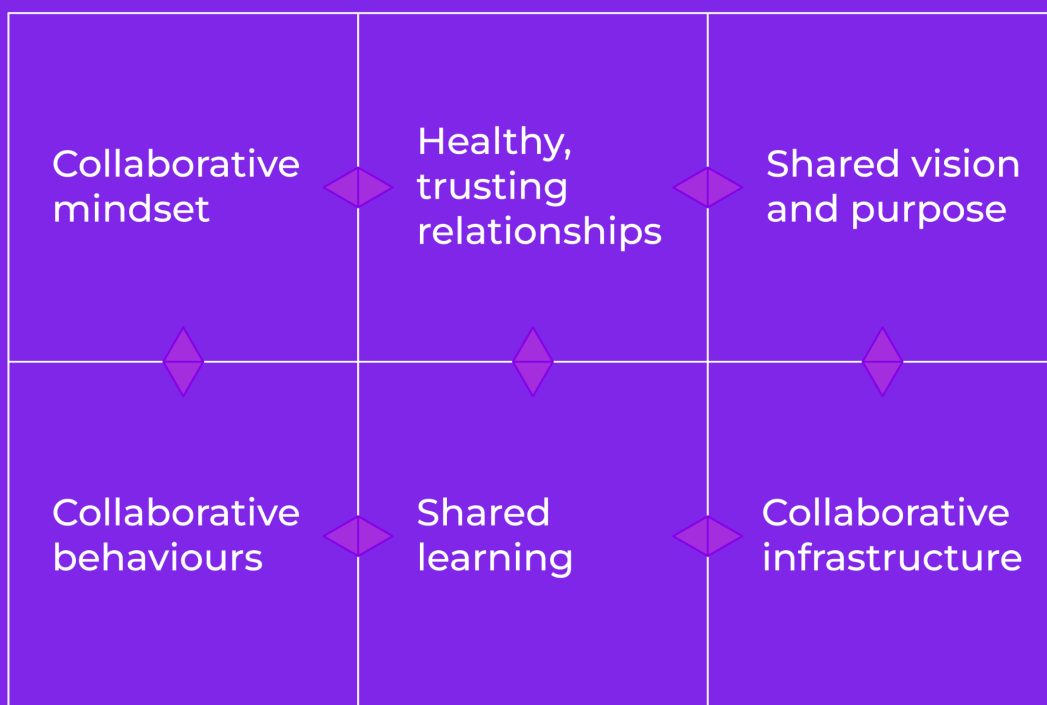 Collaborative
mindset
Healthy,
trusting
relationships
Shared vision
and purpose
Collaborative
behaviours
Shared
learning
Collaborative
infrastructure